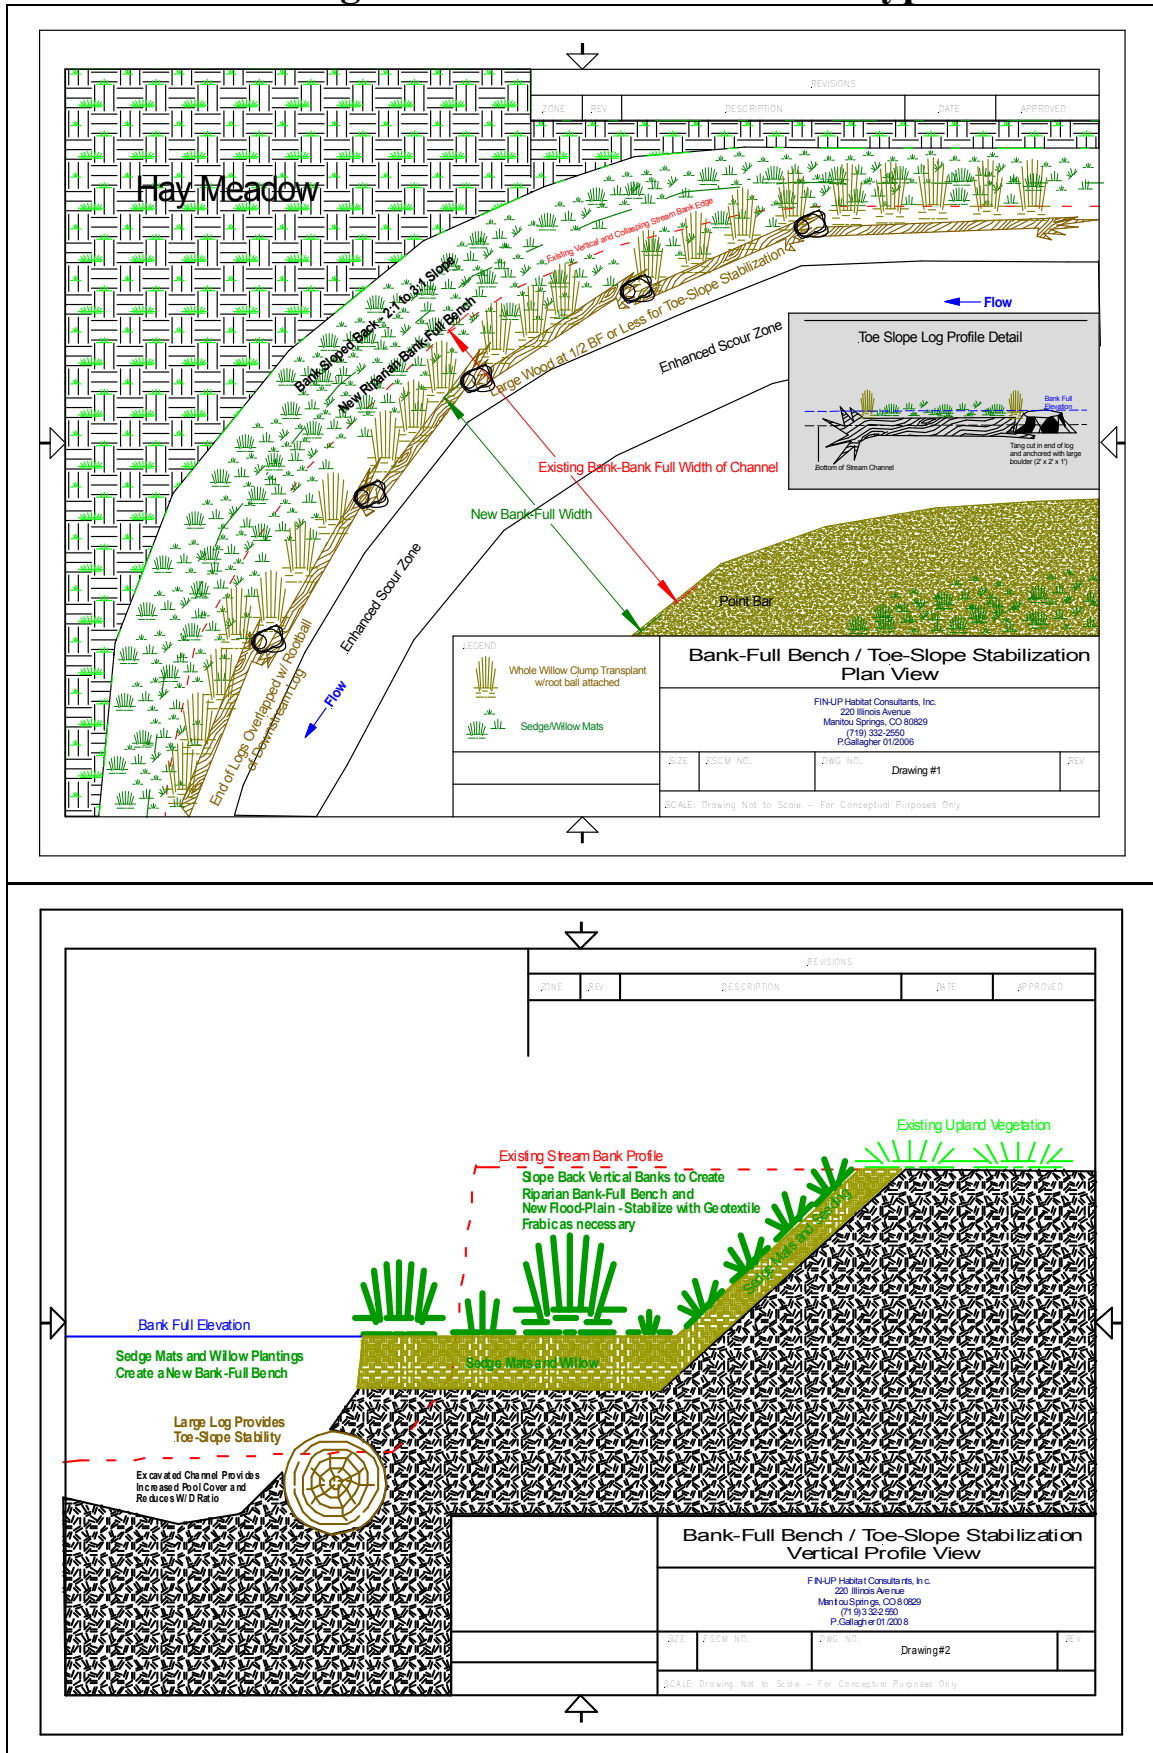 REVISIONS
ZONE REV DESCRIPTION DATE APPROVED
Hay Meadow
Existing Vertical and Collasping Stream Bank Edge
Bank Sloped Back - 2:1 to 3:1 Slope
New Riparian Bank-Full Bench
Large Wood at 1/2 BF or Less for Toe-Slope Stabilization
Enhanced Scour Zone
Flow
Toe Slope Log Profile Detail
Bank Full
Elevation
Bottom of Stream Channel
Tang cut in end of log
and anchored with large
boulder (2' x 2' x 1')
Existing Bank-Bank Full Width of Channel
New Bank-Full Width
Enhanced Scour Zone
Point Bar
Flow
End of Logs Overlapped w/ Rootball
of Downstream Log
LEGEND
Whole Willow Clump Transplant
w/root ball attached
Sedge/Willow Mats
Bank-Full Bench / Toe-Slope Stabilization
Plan View
FIN-UP Habitat Consultants, Inc.
220 Illinois Avenue
Manitou Springs, CO 80829
(719) 332-2550
P.Gallagher 01/2006
SIZE FSCM NO. DWG NO. REV
Drawing #1
SCALE: Drawing Not to Scale - For Conceptual Purposes Only
REVISIONS
ZONE REV DESCRIPTION DATE APPROVED
Existing Upland Vegetation
Existing Stream Bank Profile
Slope Back Vertical Banks to Create
Riparian Bank-Full Bench and
New Flood-Plain - Stabilize with Geotextile
Frabic as necessary
Sedge Mats and Seeding
Bank Full Elevation
Sedge Mats and Willow Plantings
Create a New Bank-Full Bench
Sedge Mats and Willow
Large Log Provides
Toe-Slope Stability
Excavated Channel Provides
Increased Pool Cover and
Reduces W/D Ratio
Bank-Full Bench / Toe-Slope Stabilization
Vertical Profile View
FIN-UP Habitat Consultants, Inc.
220 Illinois Avenue
Manitou Springs, CO 80829
(719) 332-2550
P.Gallagher 01/2008
SIZE FSCM NO. DWG NO. REV
Drawing #2
SCALE: Drawing Not to Scale - For Conceptual Purposes Only